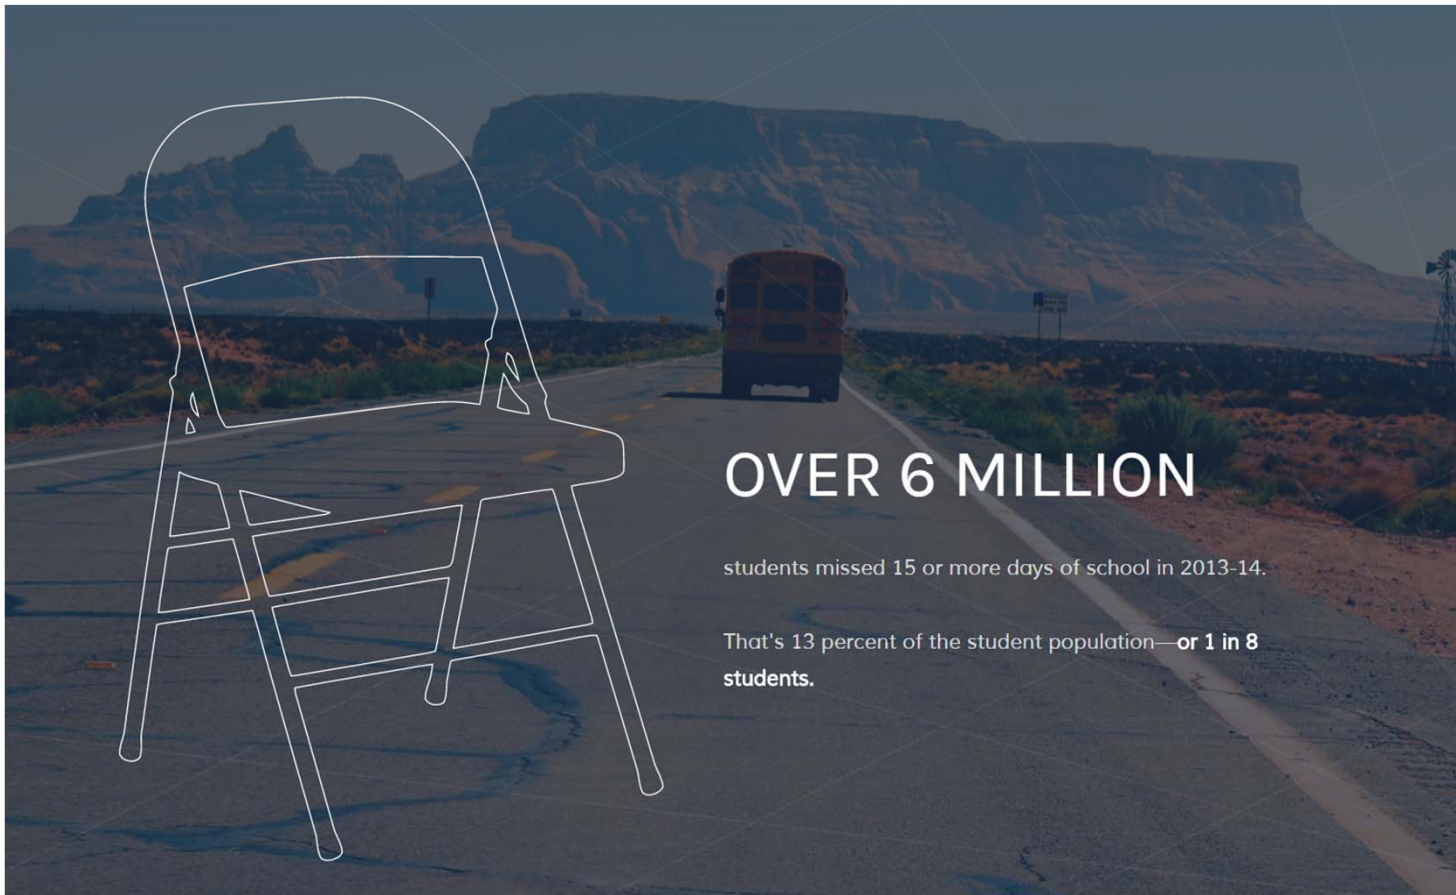 OVER 6 MILLION
students missed 15 or more days of school in 2013-14.
That's 13 percent of the student population—or 1 in 8
students.